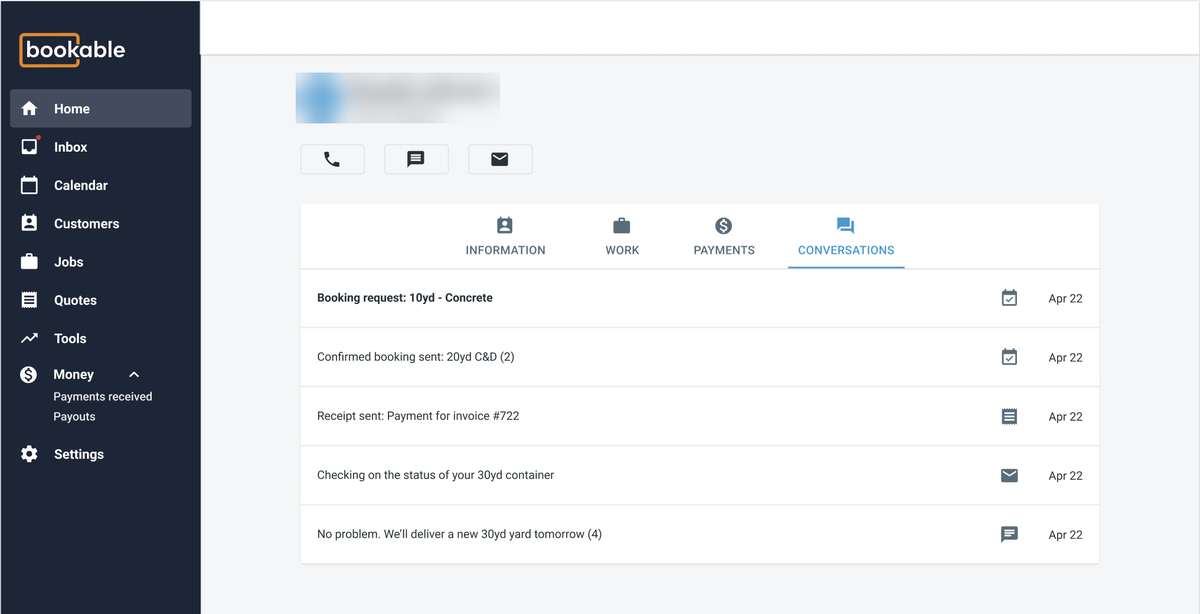 bookable
Home
Inbox
Calendar
Customers
Jobs
Quotes
Tools
Money
Payments received
Payouts
Settings
INFORMATION
WORK
PAYMENTS
CONVERSATIONS
Booking request: 10yd - Concrete
Apr 22
Confirmed booking sent: 20yd C&D (2)
Apr 22
Receipt sent: Payment for invoice #722
Apr 22
Checking on the status of your 30yd container
Apr 22
No problem. We’ll deliver a new 30yd yard tomorrow (4)
Apr 22